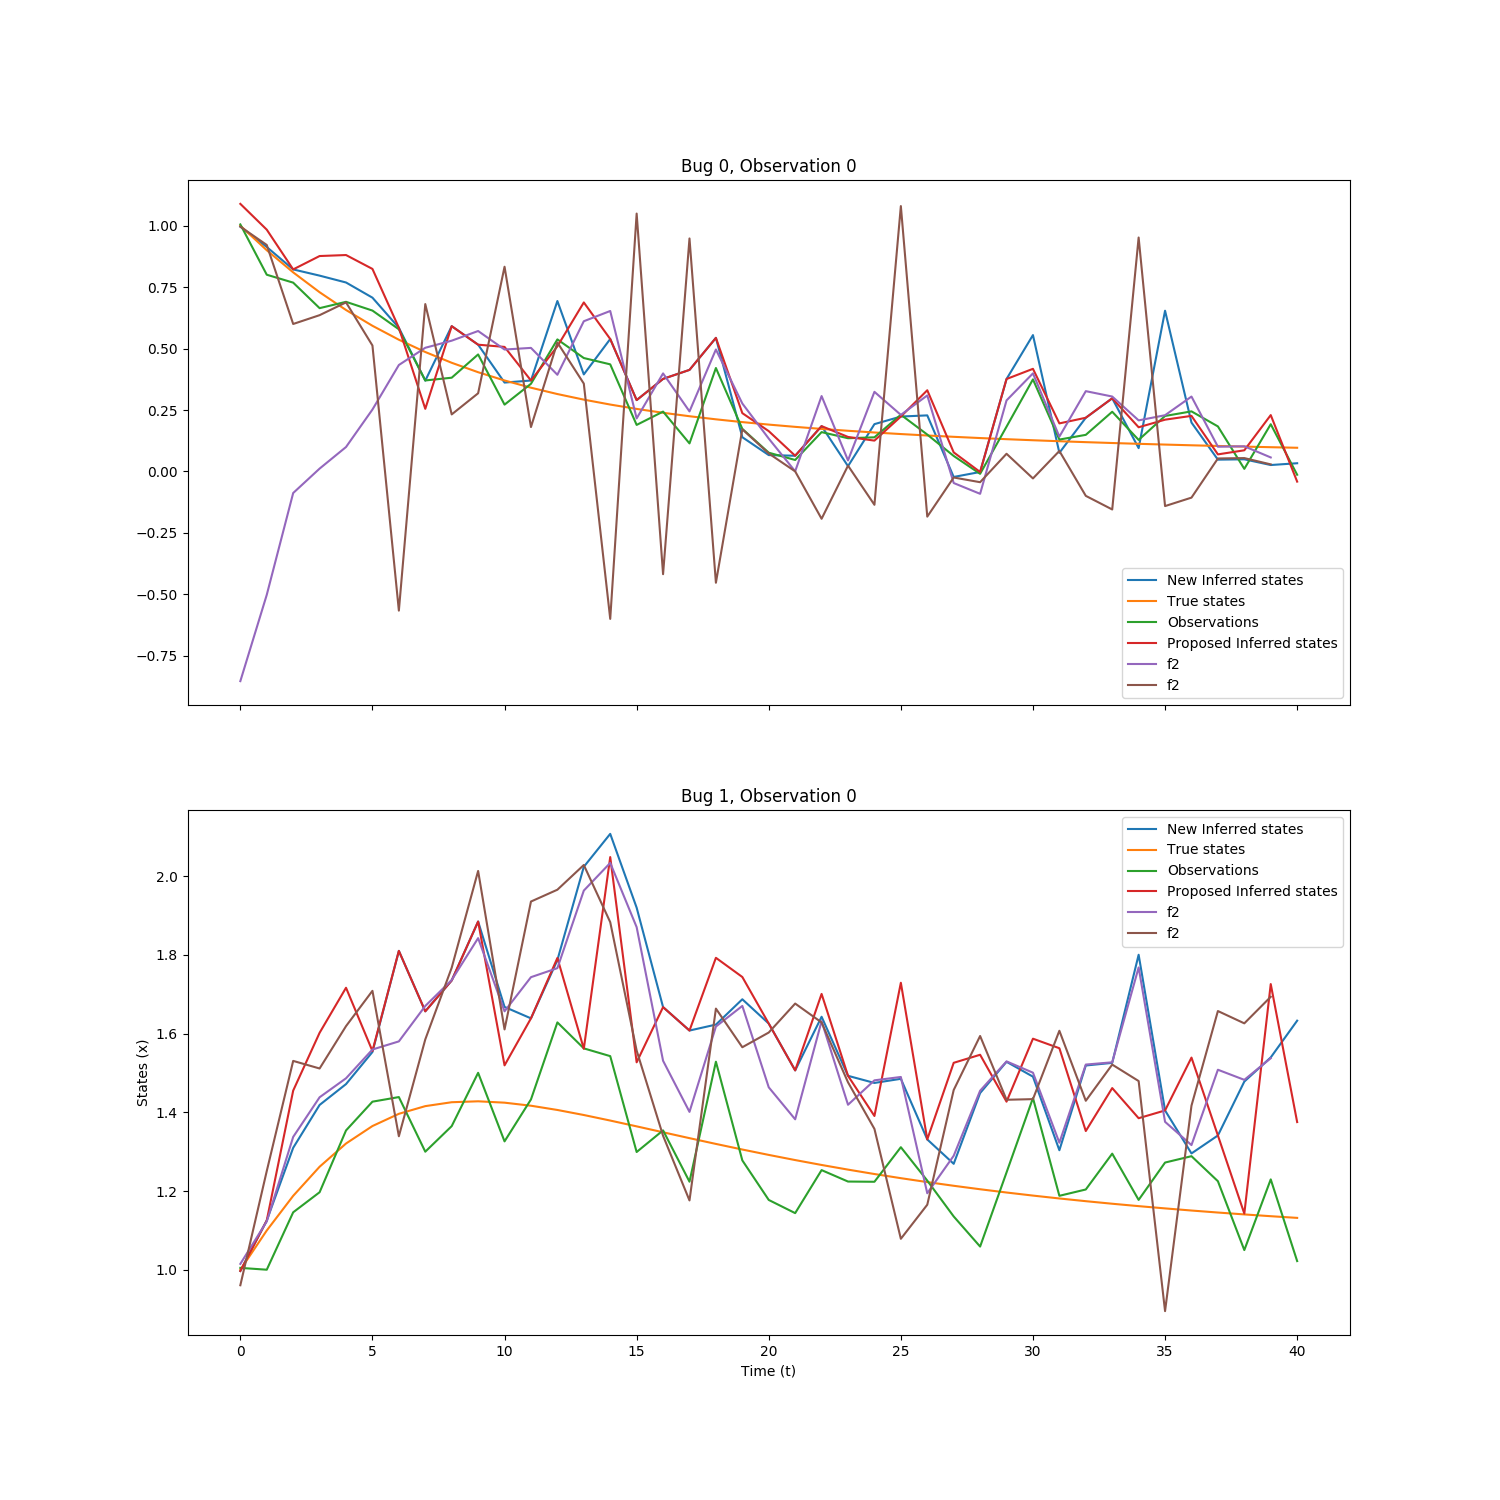 Bug 0, Observation 0
1.00
0.75
0.50
0.25
0.00
−0.25
−0.50
−0.75
New Inferred states
True states
Observations
Proposed Inferred states
f2
f2
Bug 1, Observation 0
States (x)
2.0
1.8
1.6
1.4
1.2
1.0
New Inferred states
True states
Observations
Proposed Inferred states
f2
f2
0 5 10 15 20 25 30 35 40
Time (t)